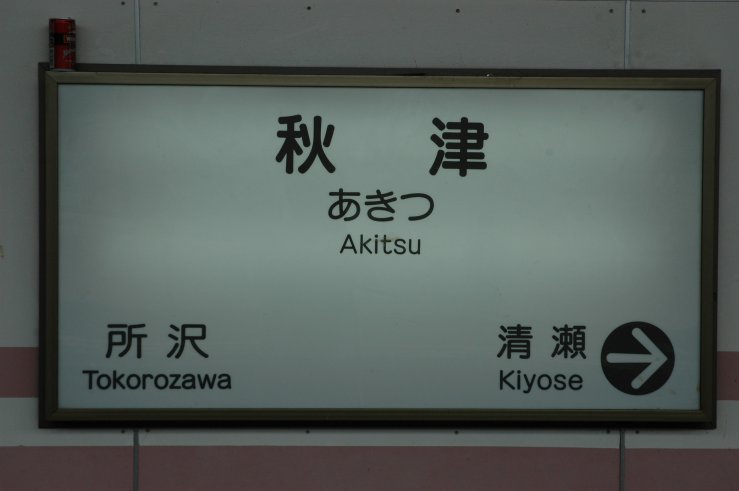 秋津
あきつ
Akitsu
所沢
Tokorozawa
清瀬
Kiyose